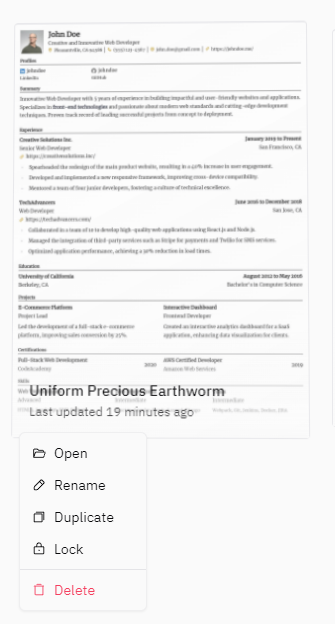 John Doe
Creative and Innovative Web Developer
Pleasantville, CA 94588 (555) 123-4567 john.doe@gmail.com https://johndoe.me/
Profiles
johndoe johndoe
LinkedIn GitHub
Summary
Innovative Web Developer with 5 years of experience in building impactful and user-friendly websites and applications.
Specializes in front-end technologies and passionate about modern web standards and cutting-edge development
techniques. Proven track record of leading successful projects from concept to deployment.
Experience
Creative Solutions Inc. January 2019 to Present
Senior Web Developer San Francisco, CA
https://creativesolutions.inc/
Spearheaded the redesign of the main product website, resulting in a 40% increase in user engagement.
Developed and implemented a new responsive framework, improving cross-device compatibility.
Mentored a team of four junior developers, fostering a culture of technical excellence.
TechAdvancers June 2016 to December 2018
Web Developer San Jose, CA
https://techadvancers.com/
Collaborated in a team of 10 to develop high-quality web applications using React.js and Node.js.
Managed the integration of third-party services such as Stripe for payments and Twilio for SMS services.
Optimized application performance, achieving a 30% reduction in load times.
Education
University of California August 2012 to May 2016
Berkeley, CA Bachelor's in Computer Science
Projects
E-Commerce Platform Interactive Dashboard
Project Lead Frontend Developer
Led the development of a full-stack e-commerce Created an interactive analytics dashboard for a SaaS
platform, improving sales conversion by 25%. application, enhancing data visualization for clients.
Certifications
Full-Stack Web Development 2020 AWS Certified Developer 2019
CodeAcademy Amazon Web Services
Skills
Uniform Precious Earthworm
Advanced Intermediate Intermediate
Last updated 19 minutes ago
Open
Rename
Duplicate
Lock
Delete